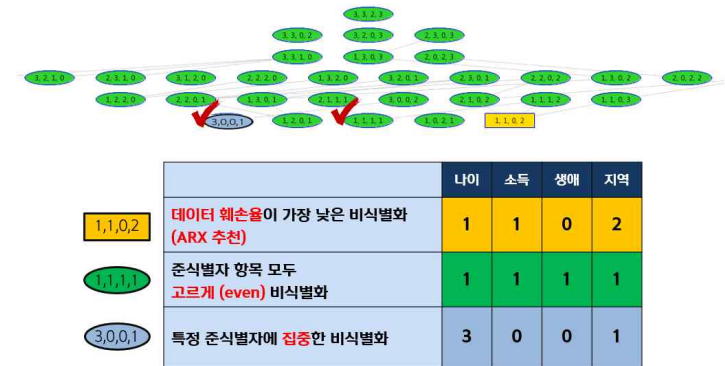 3, 3, 2, 3
3, 3, 0, 2
3, 2, 0, 3
2, 3, 0, 3
3, 3, 1, 0
1, 3, 0, 3
2, 0, 2, 3
3, 2, 1, 0
2, 3, 1, 0
3, 1, 2, 0
2, 2, 2, 0
1, 3, 2, 0
3, 2, 0, 1
2, 3, 0, 1
2, 2, 0, 2
1, 3, 0, 2
2, 0, 2, 2
1, 2, 2, 0
2, 2, 0, 1
1, 3, 0, 1
2, 1, 1, 1
3, 0, 0, 2
2, 1, 0, 2
1, 1, 1, 2
1, 1, 0, 3
3,0,0,1
1, 2, 0, 1
1, 1, 1, 1
1, 0, 2, 1
1, 1, 0, 2
나이 소득 생애 지역
1,1,0,2
데이터 훼손율이 가장 낮은 비식별화
(ARX 추천)
1 1 0 2
1,1,1,1
준식별자 항목 모두
고르게 (even) 비식별화
1 1 1 1
3,0,0,1
특정 준식별자에 집중한 비식별화
3 0 0 1